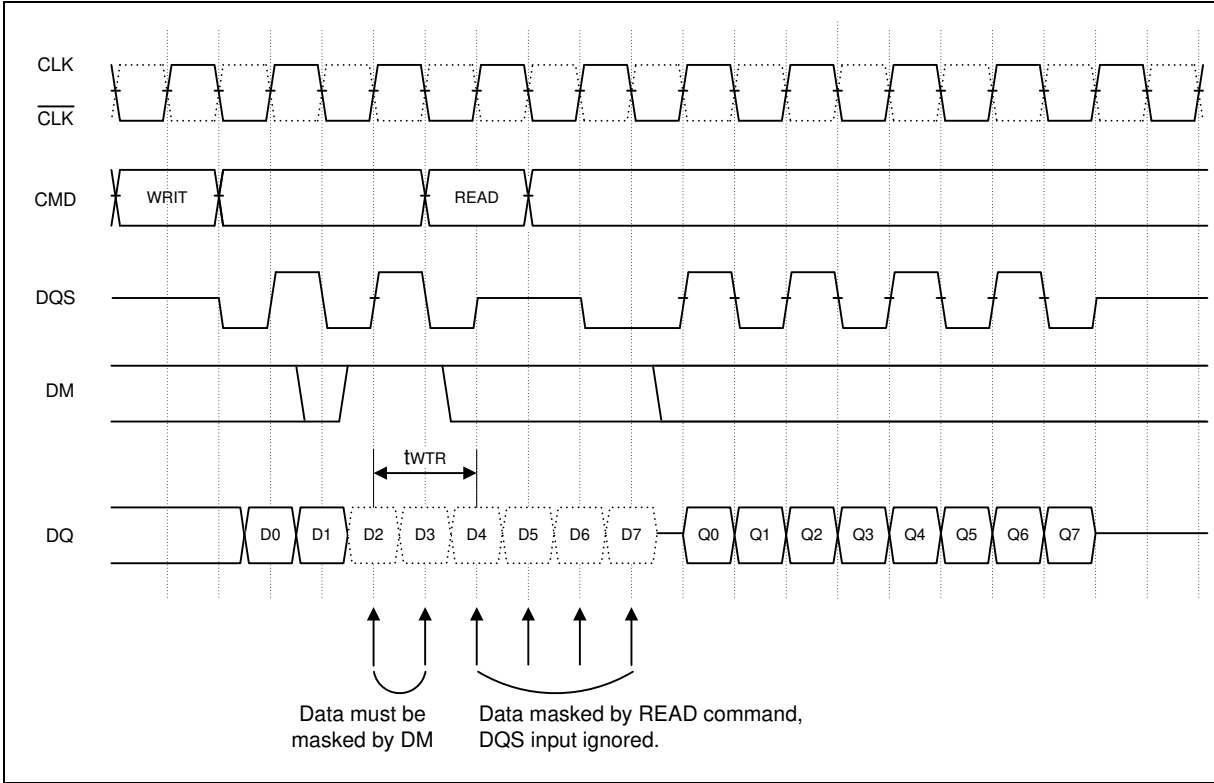 CLK
CLK
CMD
WRIT
READ
DQS
DM
tWTR
DQ
D0 D1 D2 D3 D4 D5 D6 D7 Q0 Q1 Q2 Q3 Q4 Q5 Q6 Q7
Data must be
masked by DM
Data masked by READ command,
DQS input ignored.